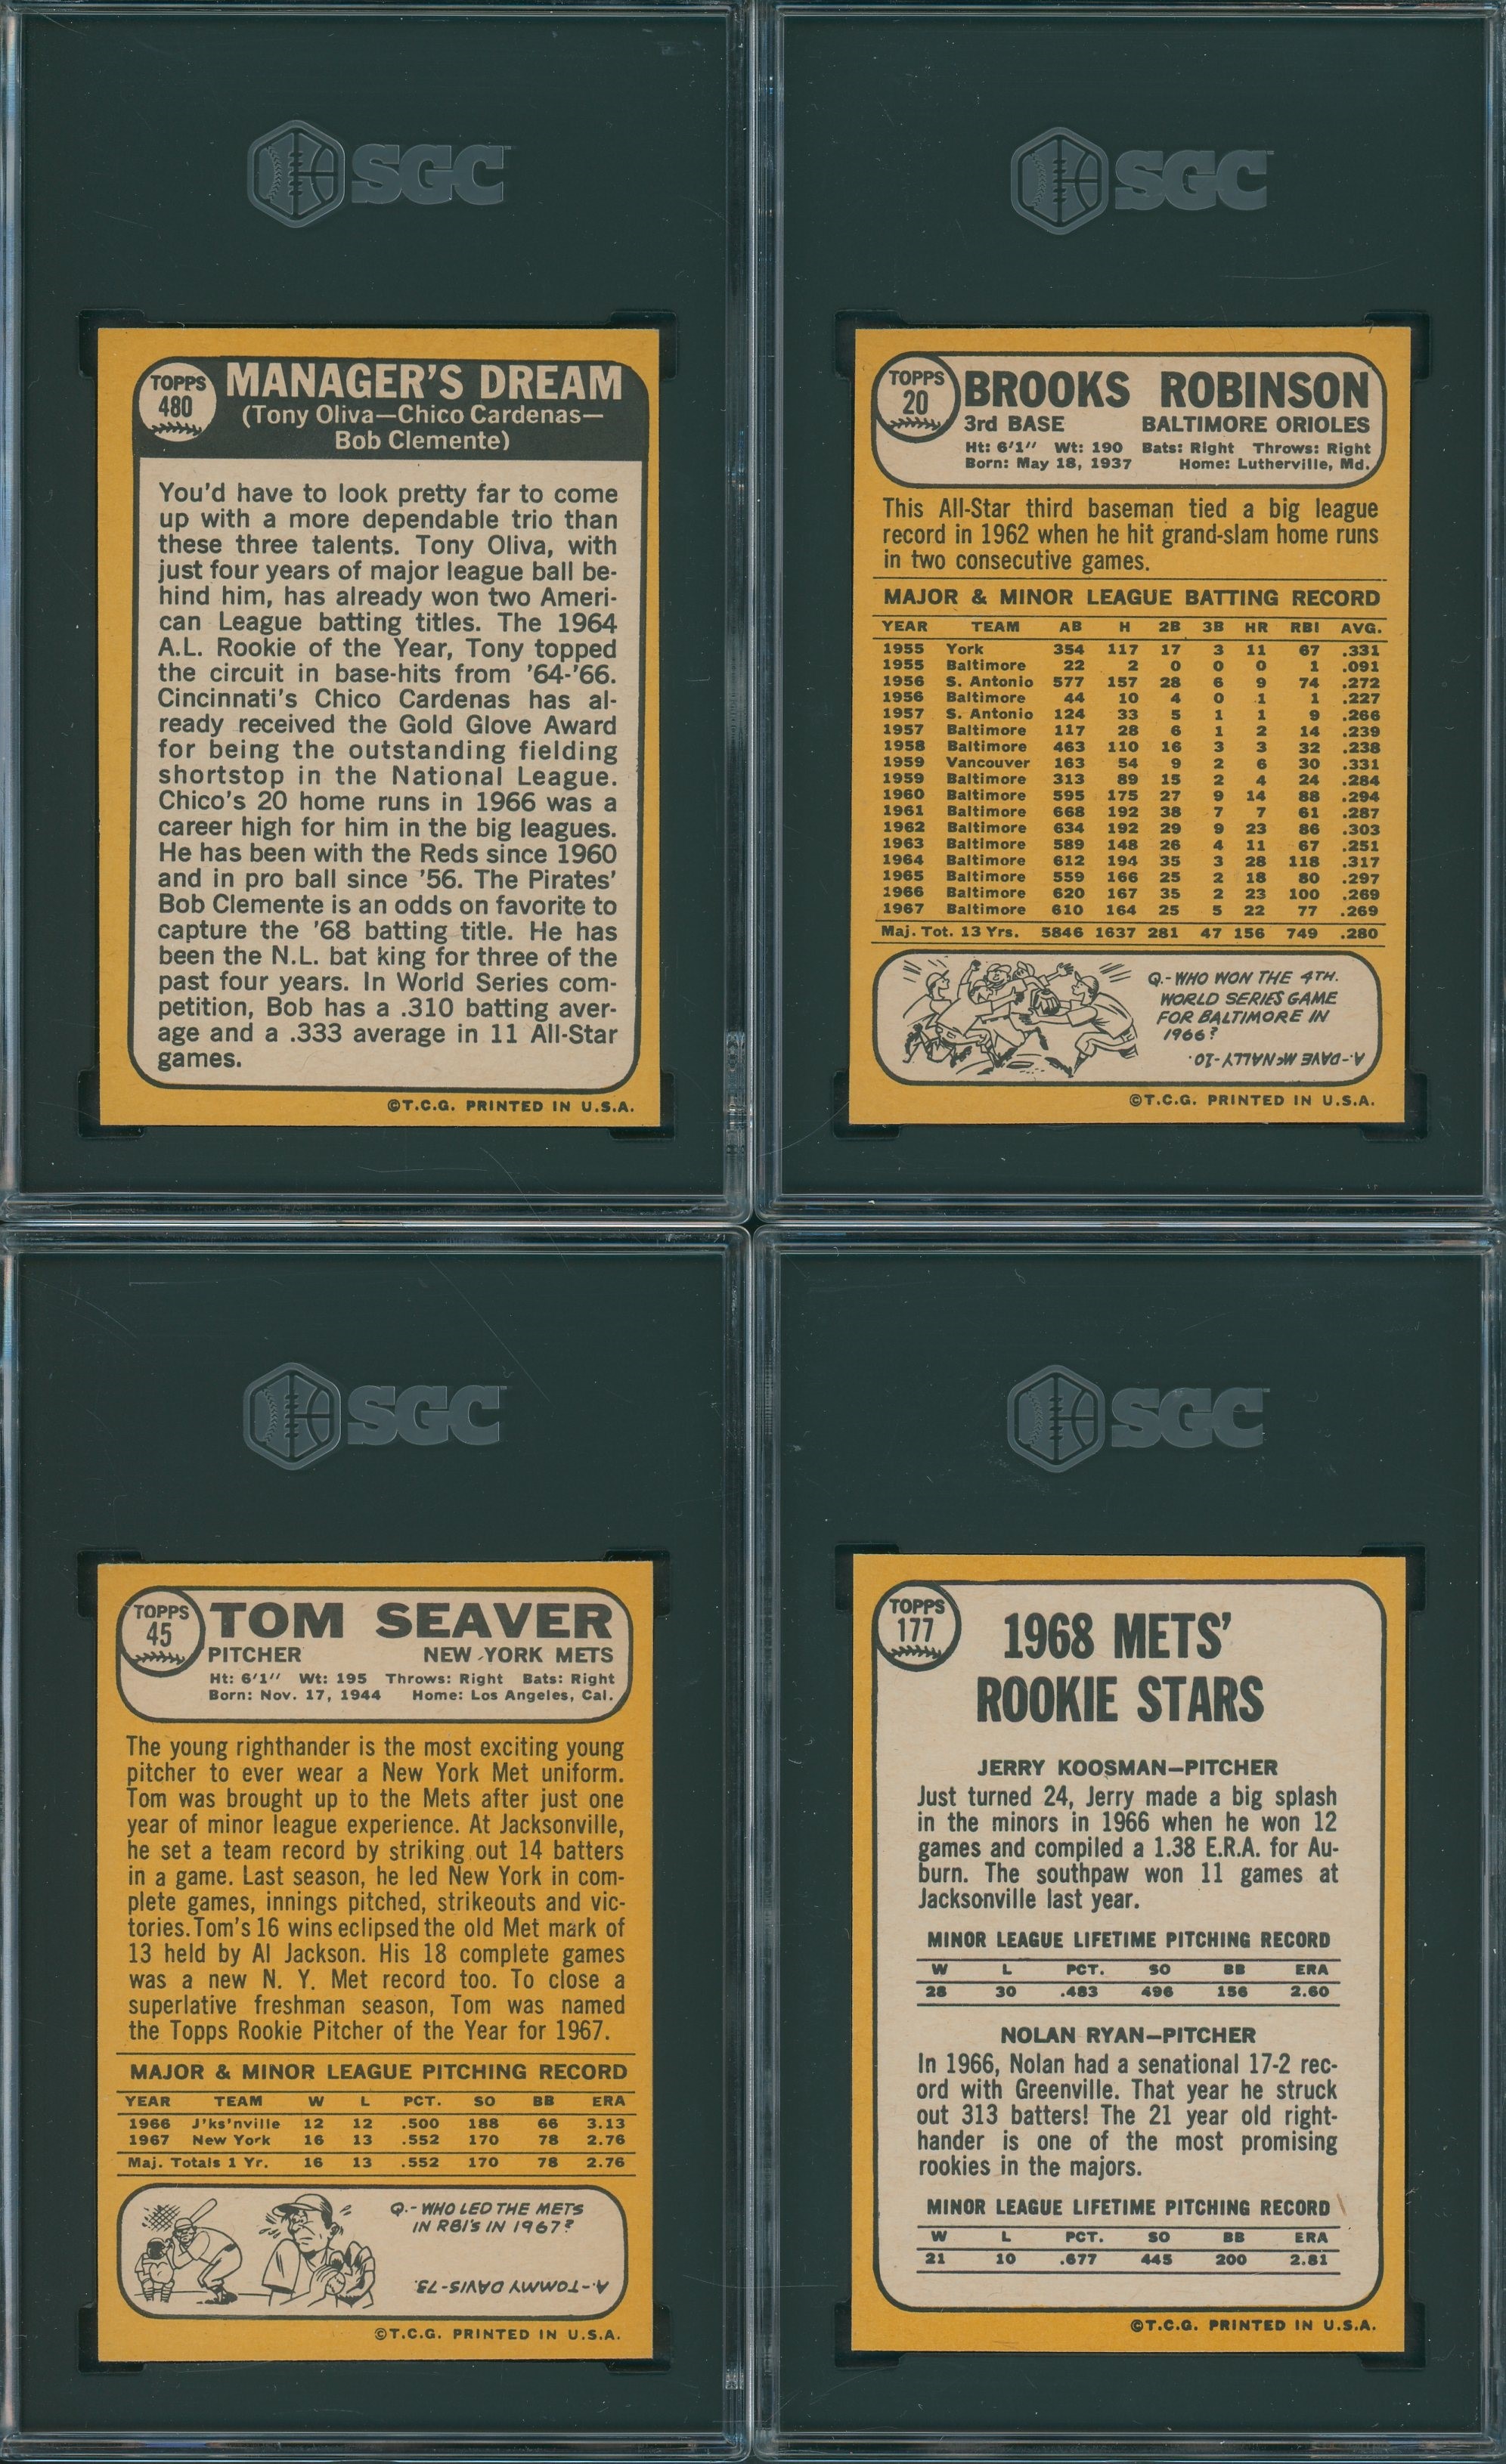 SGC
TOPPS
480
MANAGER'S DREAM
(Tony Oliva—Chico Cardenas—
Bob Clemente)
You'd have to look pretty far to come
up with a more dependable trio than
these three talents. Tony Oliva, with
just four years of major league ball be-
hind him, has already won two Ameri-
can League batting titles. The 1964
A.L. Rookie of the Year, Tony topped
the circuit in base-hits from '64-'66.
Cincinnati's Chico Cardenas has al-
ready received the Gold Glove Award
for being the outstanding fielding
shortstop in the National League.
Chico's 20 home runs in 1966 was a
career high for him in the big leagues.
He has been with the Reds since 1960
and in pro ball since '56. The Pirates'
Bob Clemente is an odds on favorite to
capture the '68 batting title. He has
been the N.L. bat king for three of the
past four years. In World Series com-
petition, Bob has a .310 batting aver-
age and a .333 average in 11 All-Star
games.
©T.C.G. PRINTED IN U.S.A.
SGC
TOPPS
20
BROOKS ROBINSON
3rd BASE BALTIMORE ORIOLES
Ht: 6'1" Wt: 190 Bats: Right Throws: Right
Born: May 18, 1937 Home: Lutherville, Md.
This All-Star third baseman tied a big league
record in 1962 when he hit grand-slam home runs
in two consecutive games.
MAJOR & MINOR LEAGUE BATTING RECORD
YEAR TEAM AB H 2B 3B HR RBI AVG.
1955 York 354 117 17 3 11 67 .331
1955 Baltimore 22 2 0 0 0 1 .091
1956 S. Antonio 577 157 28 6 9 74 .272
1956 Baltimore 44 10 4 0 1 1 .227
1957 S. Antonio 124 33 5 1 1 9 .266
1957 Baltimore 117 28 6 1 2 14 .239
1958 Baltimore 463 110 16 3 3 32 .238
1959 Vancouver 163 54 9 2 6 30 .331
1959 Baltimore 313 89 15 2 4 24 .284
1960 Baltimore 595 175 27 9 14 88 .294
1961 Baltimore 668 192 38 7 7 61 .287
1962 Baltimore 634 192 29 9 23 86 .303
1963 Baltimore 589 148 26 4 11 67 .251
1964 Baltimore 612 194 35 3 28 118 .317
1965 Baltimore 559 166 25 2 18 80 .297
1966 Baltimore 620 167 35 2 23 100 .269
1967 Baltimore 610 164 25 5 22 77 .269
Maj. Tot. 13 Yrs. 5846 1637 281 47 156 749 .280
Q.-WHO WON THE 4TH.
WORLD SERIES GAME
FOR BALTIMORE IN
1966?
A.-DAVE McNALLY-10.
©T.C.G. PRINTED IN U.S.A.
SGC
TOPPS
45
TOM SEAVER
PITCHER NEW YORK METS
Ht: 6'1" Wt: 195 Throws: Right Bats: Right
Born: Nov. 17, 1944 Home: Los Angeles, Cal.
The young righthander is the most exciting young
pitcher to ever wear a New York Met uniform.
Tom was brought up to the Mets after just one
year of minor league experience. At Jacksonville,
he set a team record by striking out 14 batters
in a game. Last season, he led New York in com-
plete games, innings pitched, strikeouts and vic-
tories. Tom's 16 wins eclipsed the old Met mark of
13 held by Al Jackson. His 18 complete games
was a new N. Y. Met record too. To close a
superlative freshman season, Tom was named
the Topps Rookie Pitcher of the Year for 1967.
MAJOR & MINOR LEAGUE PITCHING RECORD
YEAR TEAM W L PCT. SO BB ERA
1966 J'ks'nville 12 12 .500 188 66 3.13
1967 New York 16 13 .552 170 78 2.76
Maj. Totals 1 Yr. 16 13 .552 170 78 2.76
Q.-WHO LED THE METS
IN RBI'S IN 1967?
A.-TOMMY DAVIS-73.
©T.C.G. PRINTED IN U.S.A.
SGC
TOPPS
177
1968 METS'
ROOKIE STARS
JERRY KOOSMAN—PITCHER
Just turned 24, Jerry made a big splash
in the minors in 1966 when he won 12
games and compiled a 1.38 E.R.A. for Au-
burn. The southpaw won 11 games at
Jacksonville last year.
MINOR LEAGUE LIFETIME PITCHING RECORD
W L PCT. SO BB ERA
28 30 .483 496 156 2.60
NOLAN RYAN—PITCHER
In 1966, Nolan had a senational 17-2 rec-
ord with Greenville. That year he struck
out 313 batters! The 21 year old right-
hander is one of the most promising
rookies in the majors.
MINOR LEAGUE LIFETIME PITCHING RECORD
W L PCT. SO BB ERA
21 10 .677 445 200 2.81
©T.C.G. PRINTED IN U.S.A.